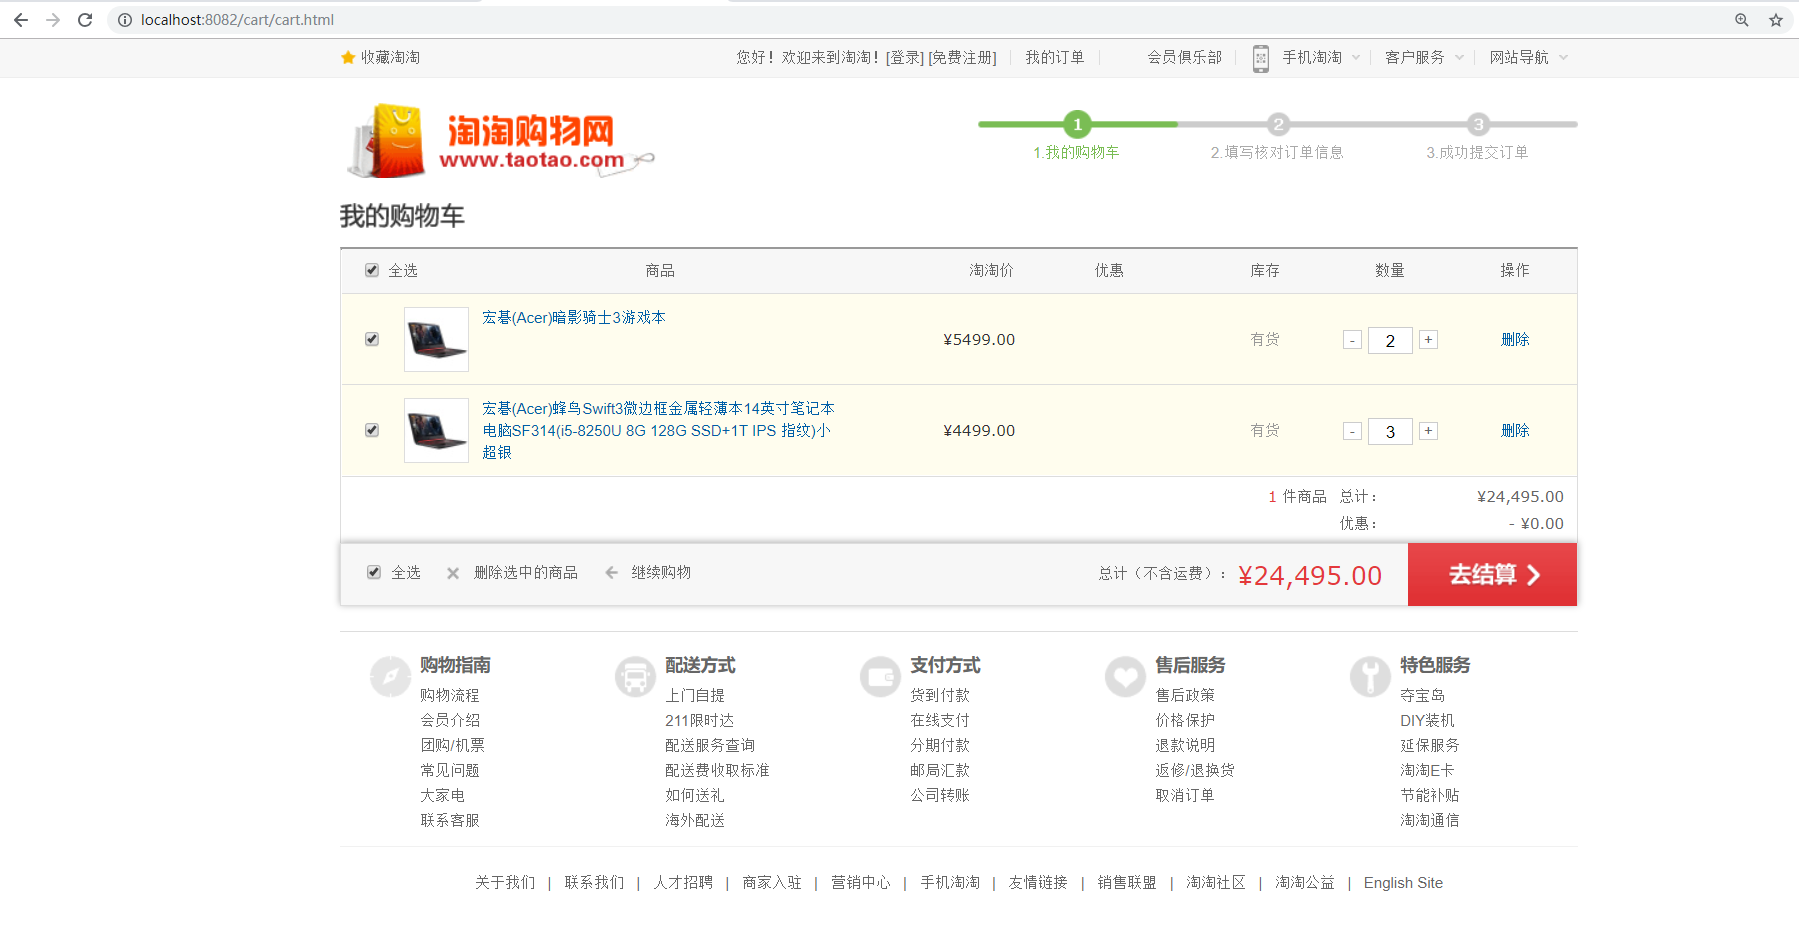 localhost:8082/cart/cart.html
收藏淘淘 您好！欢迎来到淘淘！[登录] [免费注册] 我的订单 会员俱乐部 手机淘淘 客户服务 网站导航
淘淘购物网
www.taotao.com
1 2 3
1.我的购物车 2.填写核对订单信息 3.成功提交订单
我的购物车
全选 商品 淘淘价 优惠 库存 数量 操作
宏碁(Acer)暗影骑士3游戏本
¥5499.00 有货 - 2 + 删除
宏碁(Acer)蜂鸟Swift3微边框金属轻薄本14英寸笔记本
电脑SF314(i5-8250U 8G 128G SSD+1T IPS 指纹)小
超银
¥4499.00 有货 - 3 + 删除
1 件商品 总计： ¥24,495.00
优惠： - ¥0.00
全选 删除选中的商品 继续购物 总计（不含运费）： ¥24,495.00 去结算
购物指南
购物流程
会员介绍
团购/机票
常见问题
大家电
联系客服
配送方式
上门自提
211限时达
配送服务查询
配送费收取标准
如何送礼
海外配送
支付方式
货到付款
在线支付
分期付款
邮局汇款
公司转账
售后服务
售后政策
价格保护
退款说明
返修/退换货
取消订单
特色服务
夺宝岛
DIY装机
延保服务
淘淘E卡
节能补贴
淘淘通信
关于我们 | 联系我们 | 人才招聘 | 商家入驻 | 营销中心 | 手机淘淘 | 友情链接 | 销售联盟 | 淘淘社区 | 淘淘公益 | English Site